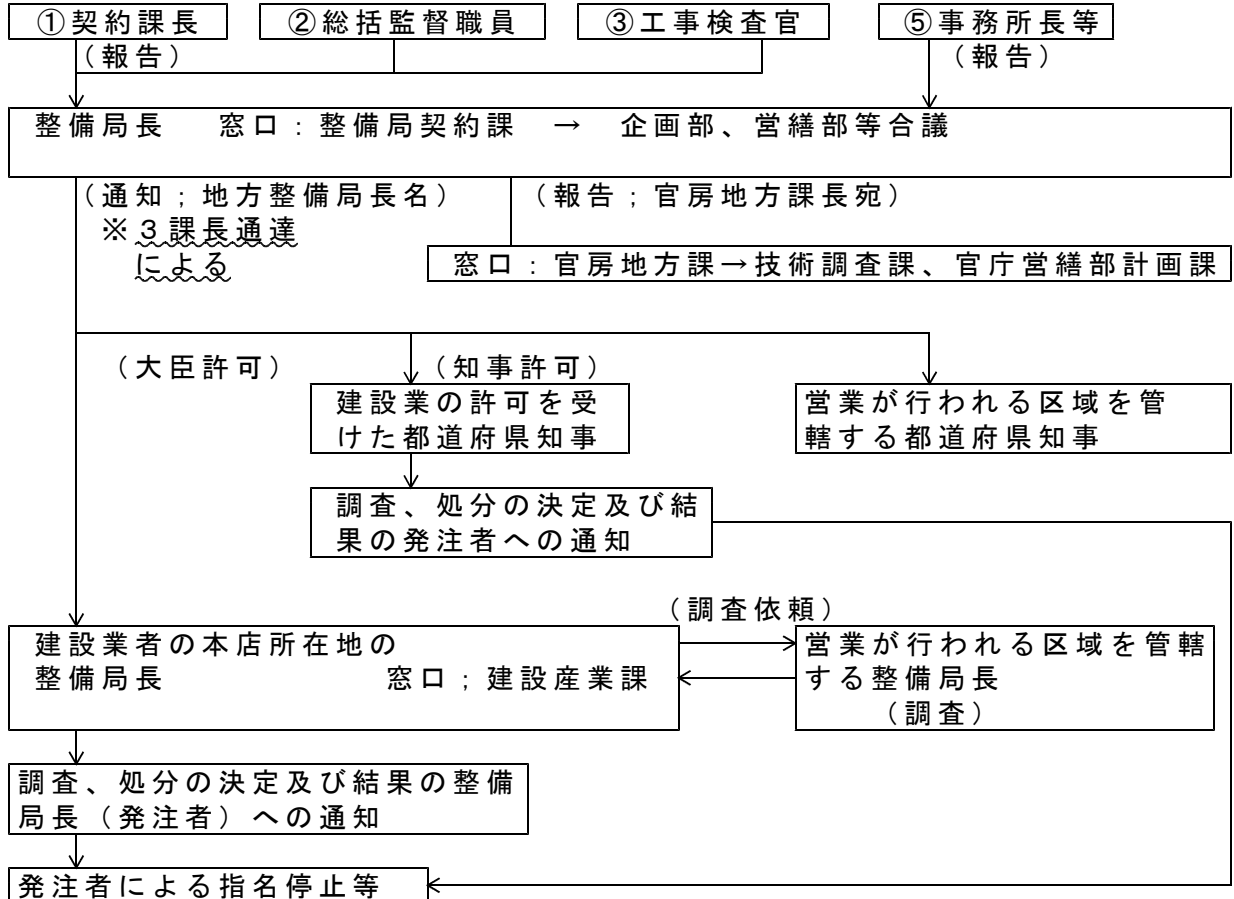 ①契約課長 ②総括監督職員 ③工事検査官 ⑤事務所長等
(報告) (報告)
整備局長 窓口:整備局契約課 → 企画部、営繕部等合議
(通知;地方整備局長名) (報告;官房地方課長宛)
※3課長通達
による
窓口:官房地方課→技術調査課、官庁営繕部計画課
(大臣許可) (知事許可)
建設業の許可を受
けた都道府県知事
営業が行われる区域を管
轄する都道府県知事
調査、処分の決定及び結
果の発注者への通知
(調査依頼)
建設業者の本店所在地の
整備局長 窓口;建設産業課
営業が行われる区域を管轄
する整備局長
(調査)
調査、処分の決定及び結果の整備
局長(発注者)への通知
発注者による指名停止等